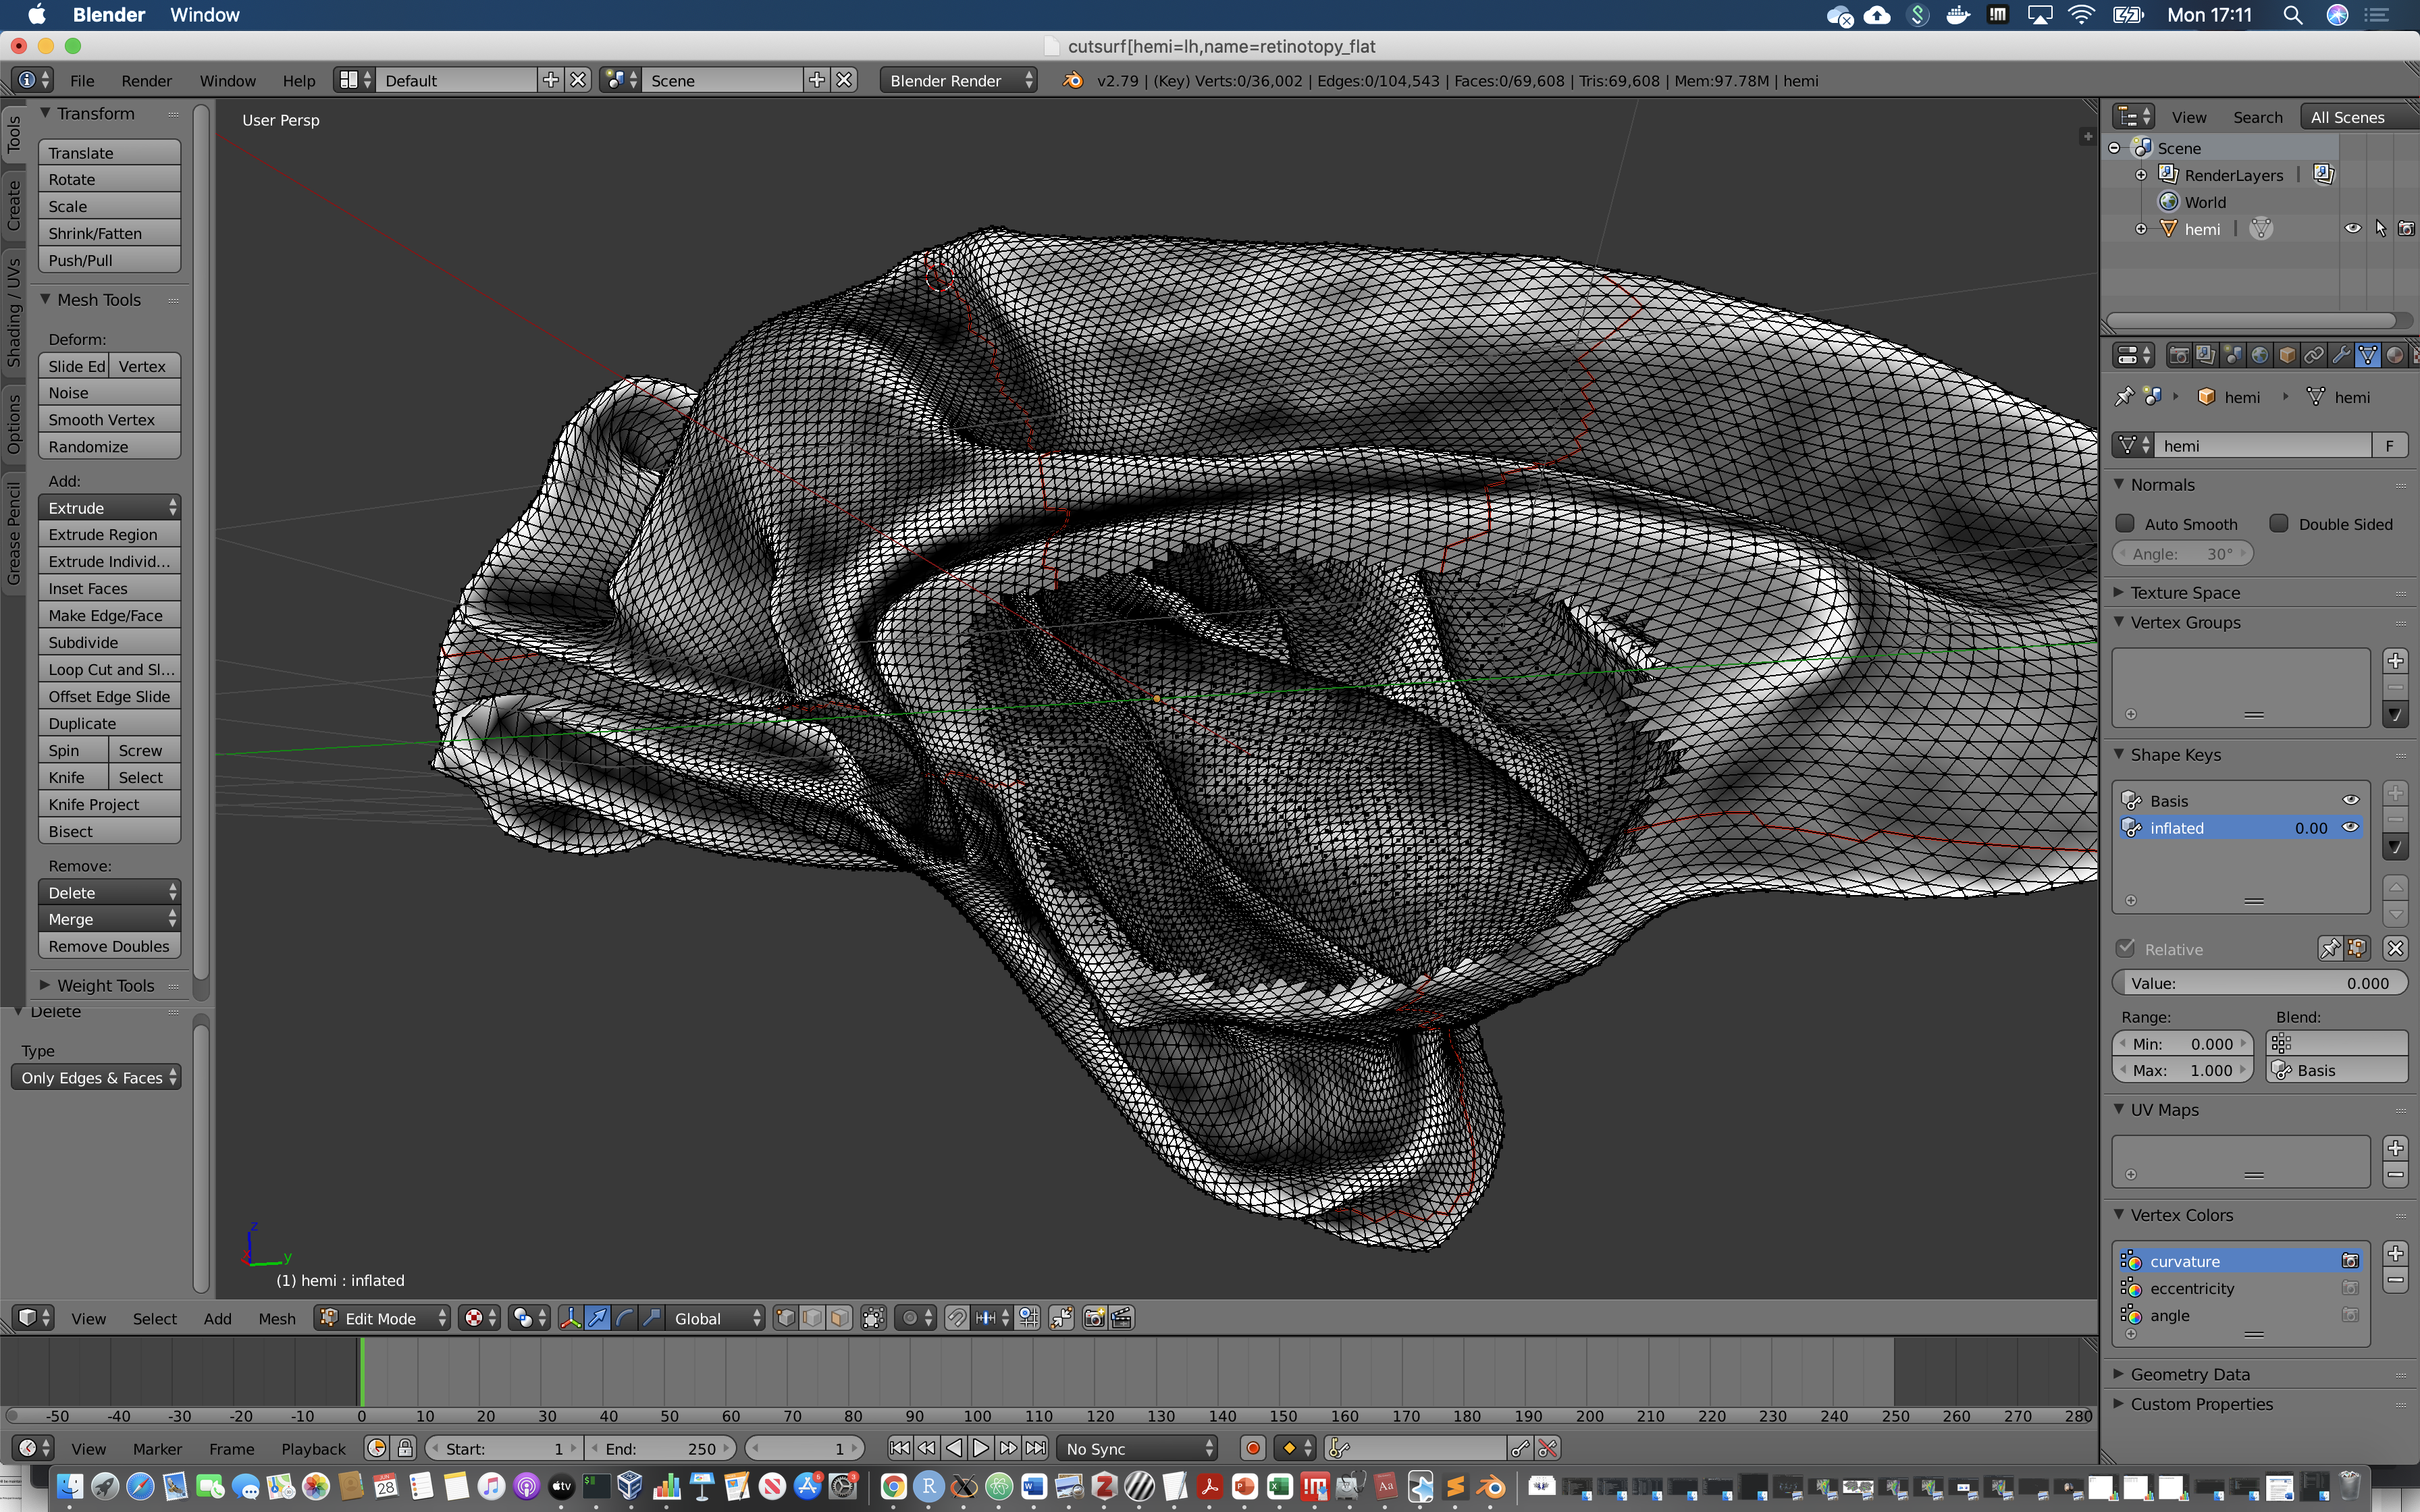 Blender Window Mon 17:11
cutsurf[hemi=lh,name=retinotopy_flat
File Render Window Help Default Scene Blender Render v2.79 | (Key) Verts:0/36,002 | Edges:0/104,543 | Faces:0/69,608 | Tris:69,608 | Mem:97.78M | hemi
Tools
Create
Shading / UVs
Options
Grease Pencil
Transform
Translate
Rotate
Scale
Shrink/Fatten
Push/Pull
Mesh Tools
Deform:
Slide Ed Vertex
Noise
Smooth Vertex
Randomize
Add:
Extrude
Extrude Region
Extrude Individ...
Inset Faces
Make Edge/Face
Subdivide
Loop Cut and Sl...
Offset Edge Slide
Duplicate
Spin Screw
Knife Select
Knife Project
Bisect
Remove:
Delete
Merge
Remove Doubles
Weight Tools
Delete
Type
Only Edges & Faces
User Persp
z
y
(1) hemi : inflated
View Search All Scenes
Scene
RenderLayers
World
hemi
hemi hemi
hemi F
Normals
Auto Smooth Double Sided
Angle: 30°
Texture Space
Vertex Groups
Shape Keys
Basis
inflated 0.00
Relative
Value: 0.000
Range: Blend:
Min: 0.000
Max: 1.000 Basis
UV Maps
Vertex Colors
curvature
eccentricity
angle
Geometry Data
Custom Properties
View Select Add Mesh Edit Mode Global
-50 -40 -30 -20 -10 0 10 20 30 40 50 60 70 80 90 100 110 120 130 140 150 160 170 180 190 200 210 220 230 240 250 260 270 280
View Marker Frame Playback Start: 1 End: 250 1 No Sync
28 tv R W Z P X Aa